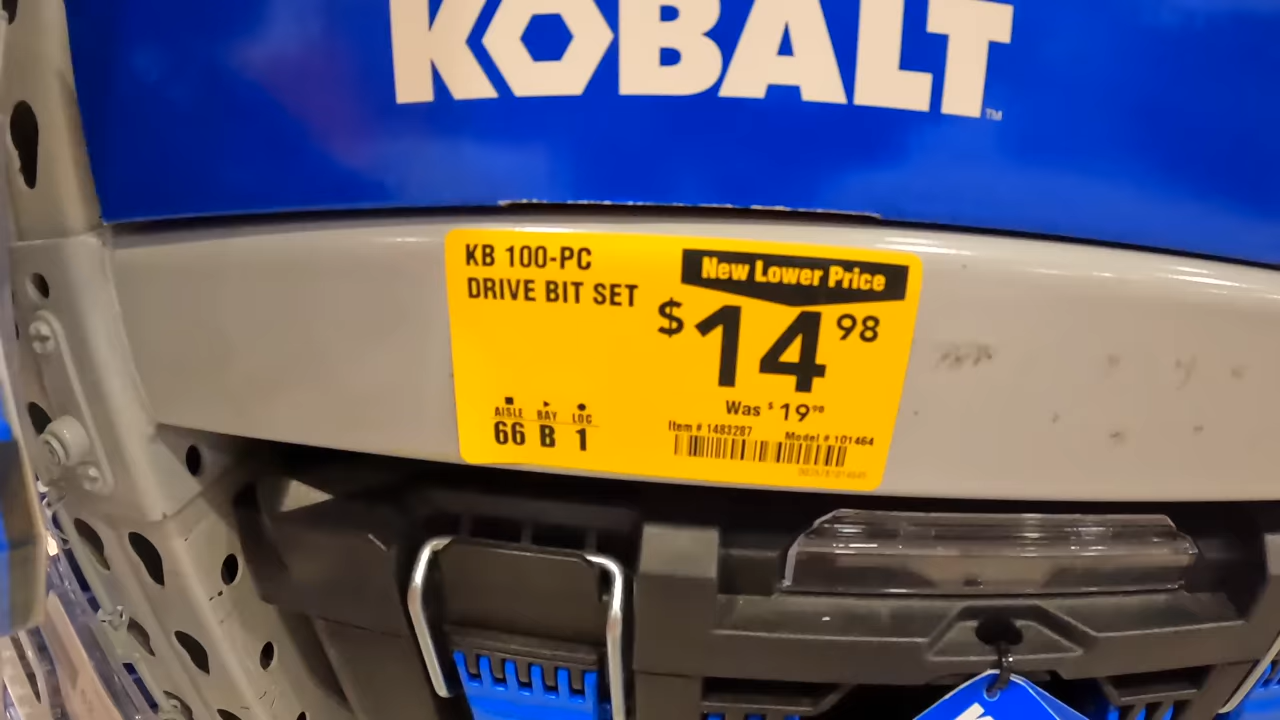 KOBALT™
KB 100-PC
DRIVE BIT SET
New Lower Price
$14 98
Was $19 98
AISLE BAY LOC
66 B 1
Item # 1483287 Model # 101464